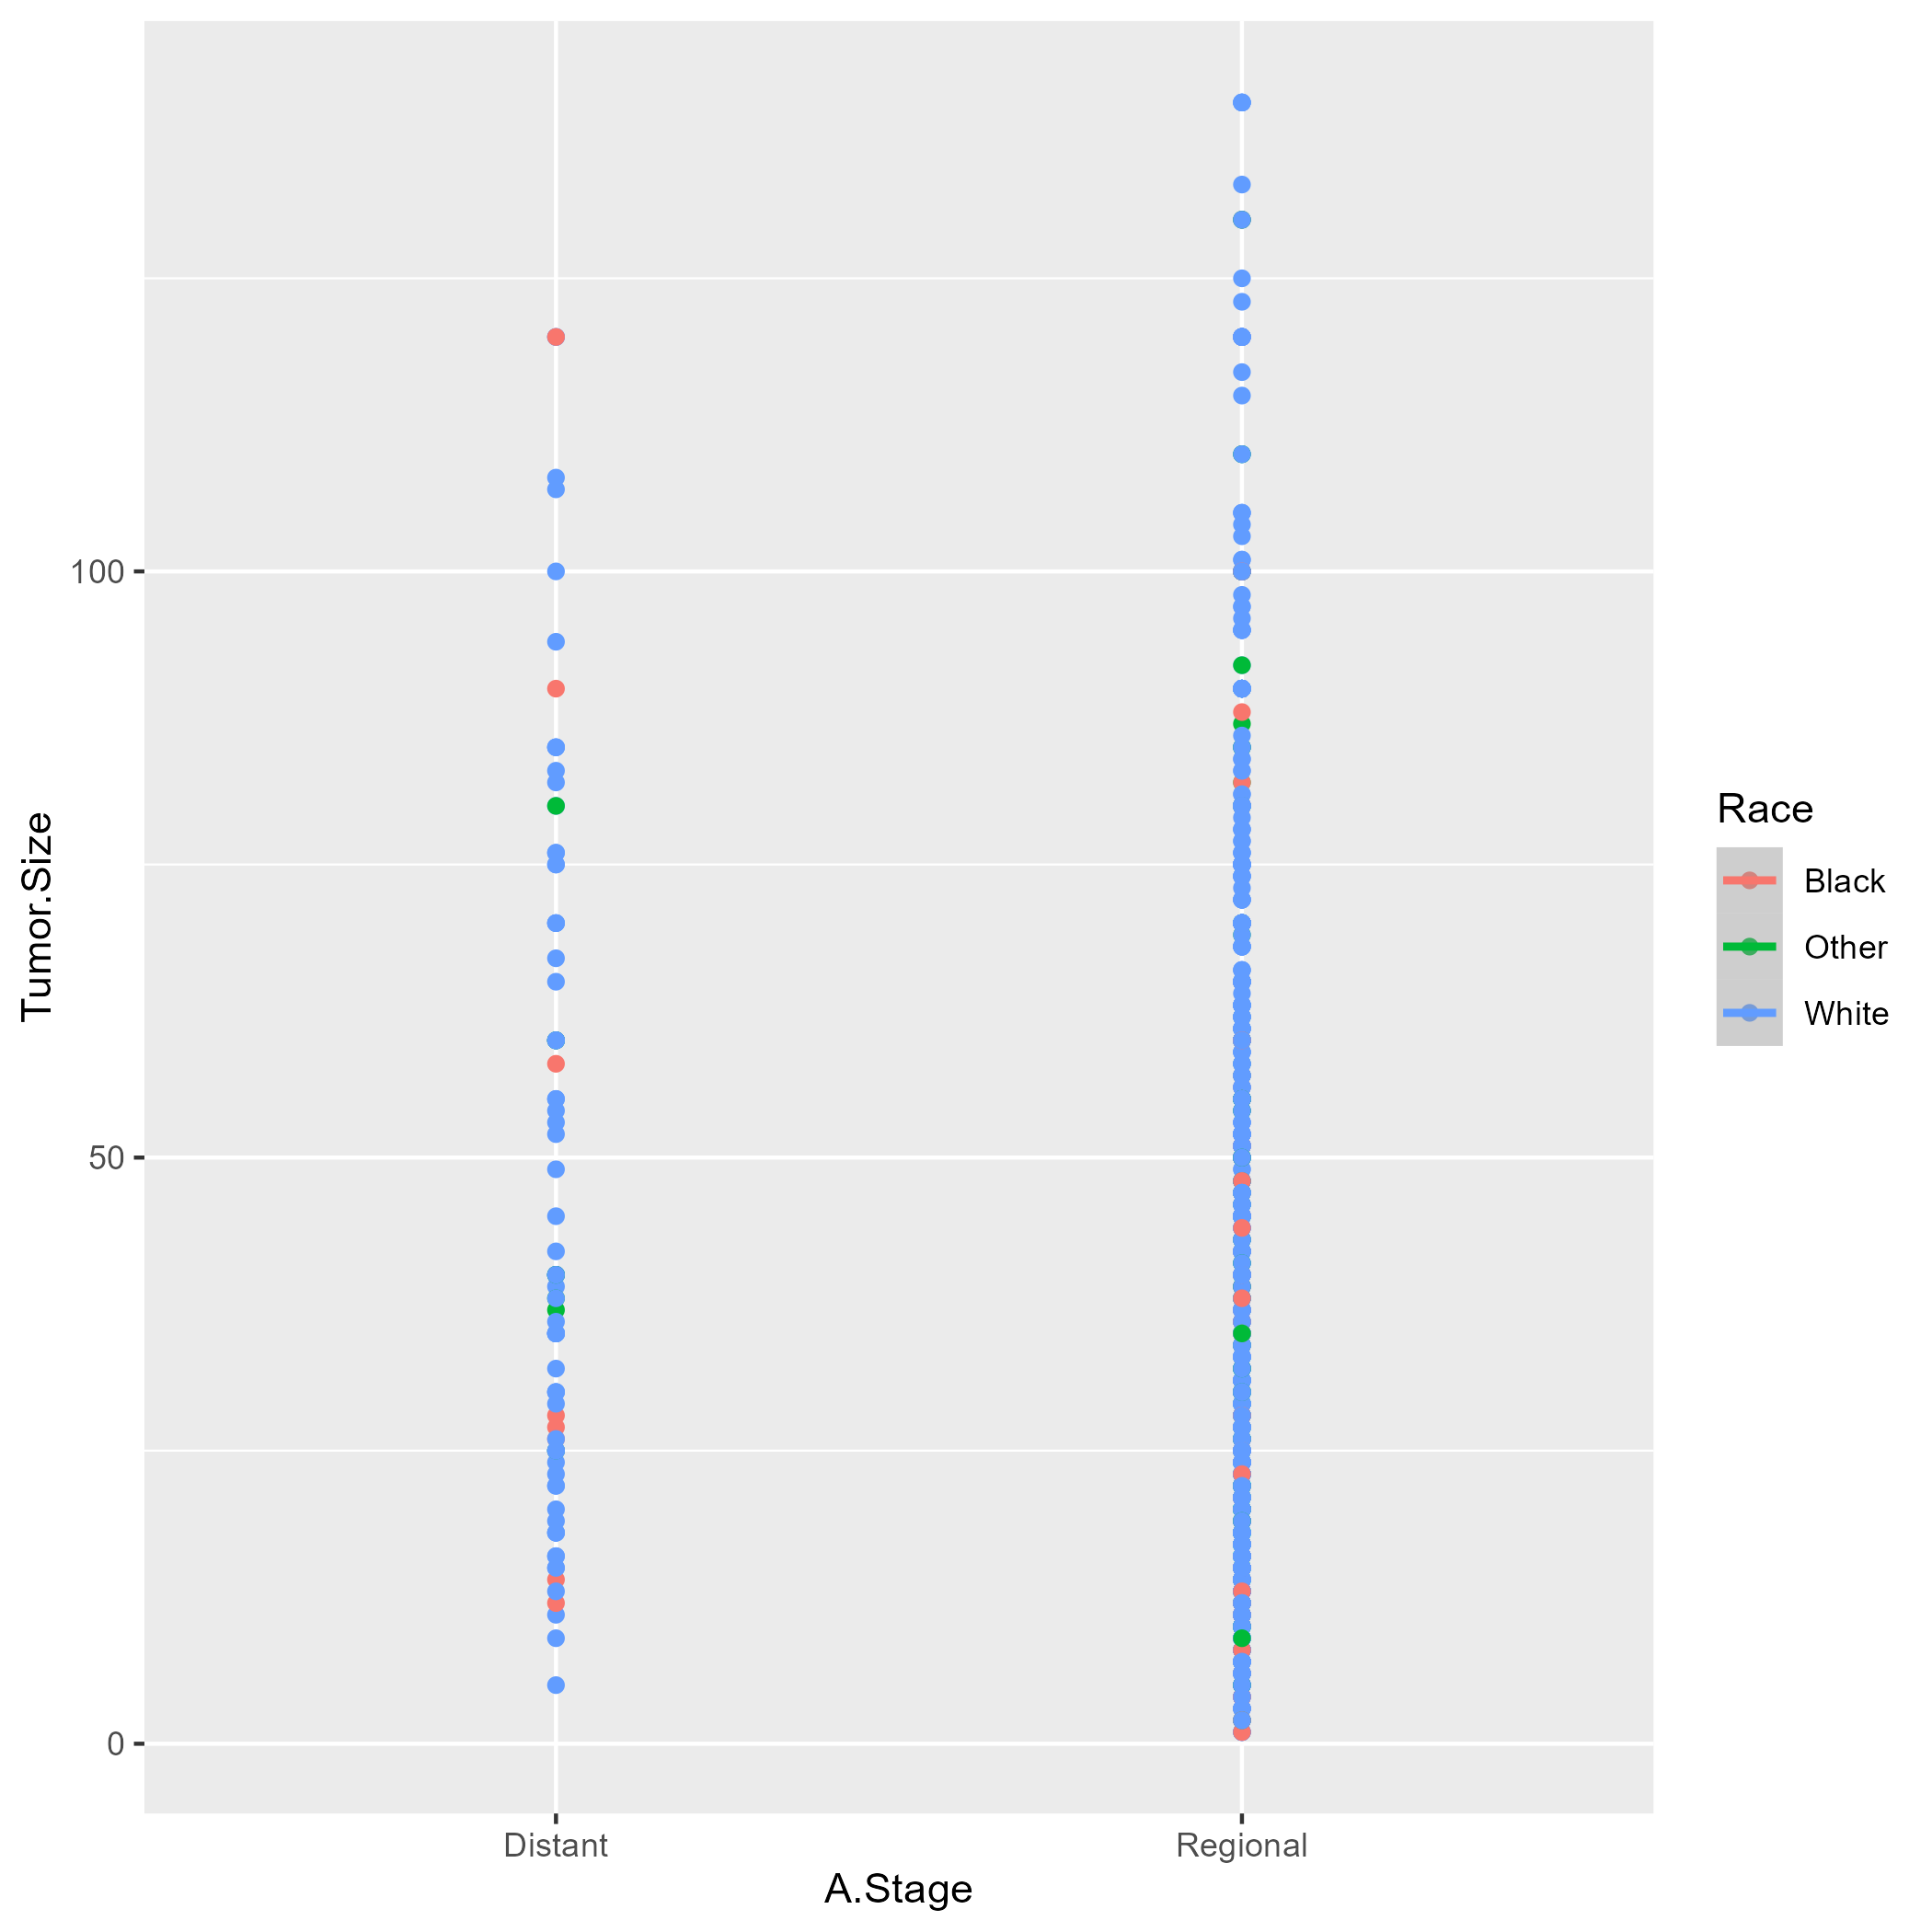 Tumor.Size
100
50
0
Distant
Regional
A.Stage
Race
Black
Other
White